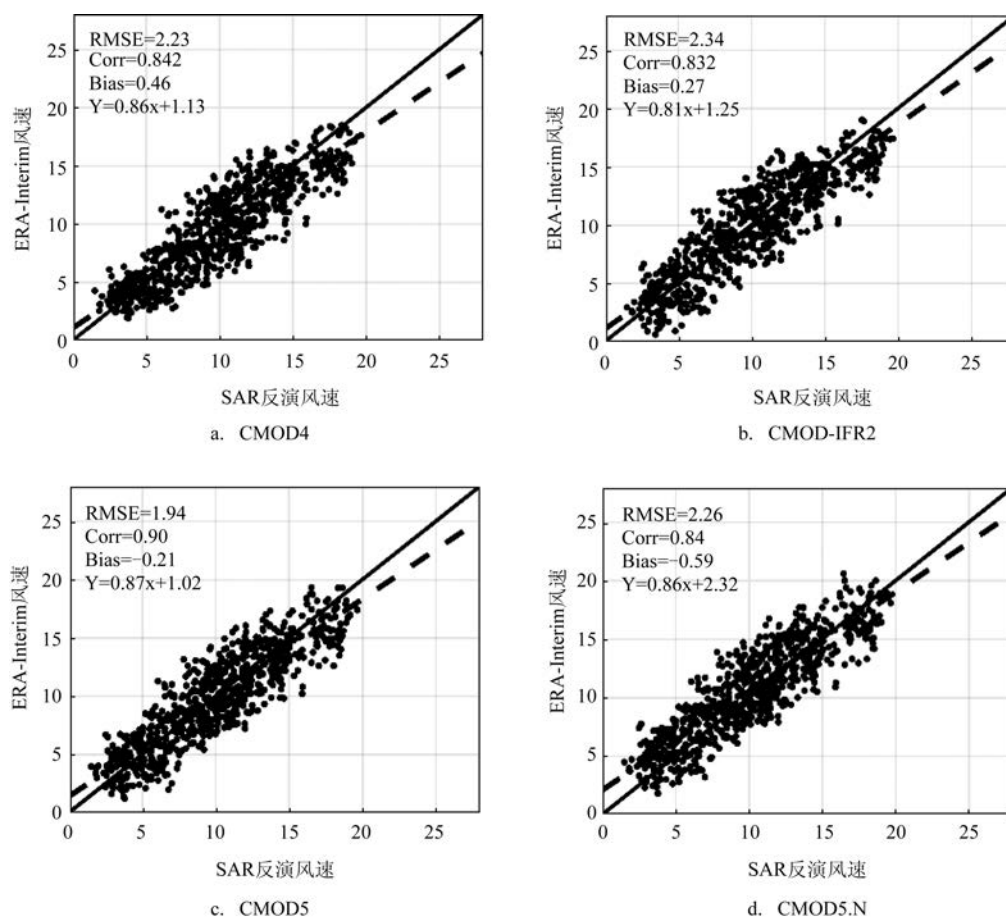 RMSE=2.23
Corr=0.842
Bias=0.46
Y=0.86x+1.13
ERA-Interim风速
25
20
15
10
5
0
0 5 10 15 20 25
SAR反演风速
a. CMOD4
RMSE=2.34
Corr=0.832
Bias=0.27
Y=0.81x+1.25
ERA-Interim风速
25
20
15
10
5
0
0 5 10 15 20 25
SAR反演风速
b. CMOD-IFR2
RMSE=1.94
Corr=0.90
Bias=−0.21
Y=0.87x+1.02
ERA-Interim风速
25
20
15
10
5
0
0 5 10 15 20 25
SAR反演风速
c. CMOD5
RMSE=2.26
Corr=0.84
Bias=−0.59
Y=0.86x+2.32
ERA-Interim风速
25
20
15
10
5
0
0 5 10 15 20 25
SAR反演风速
d. CMOD5.N